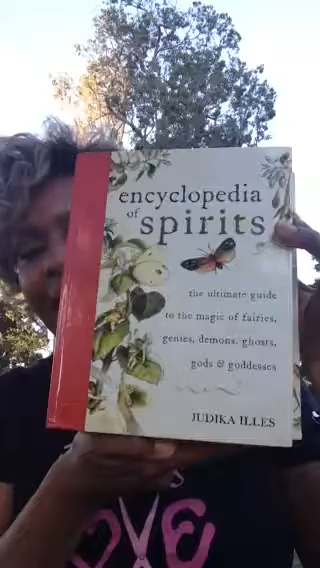 encyclopedia
of spirits
the ultimate guide
to the magic of fairies,
genies, demons, ghosts,
gods & goddesses
JUDIKA ILLES